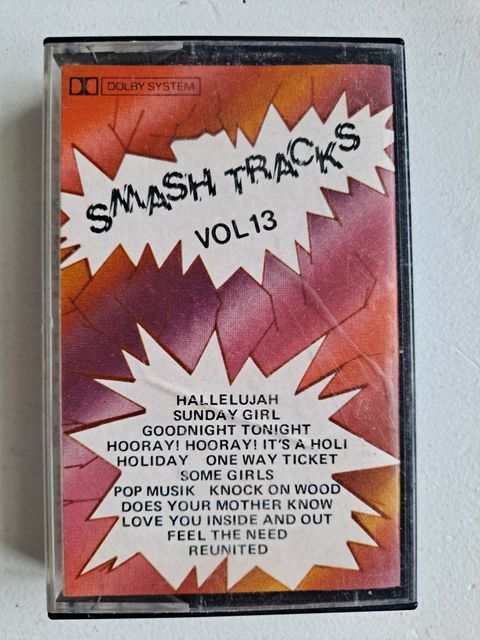 DOLBY SYSTEM
SMASH TRACKS
VOL 13
HALLELUJAH
SUNDAY GIRL
GOODNIGHT TONIGHT
HOORAY! HOORAY! IT'S A HOLI
HOLIDAY ONE WAY TICKET
SOME GIRLS
POP MUSIK KNOCK ON WOOD
DOES YOUR MOTHER KNOW
LOVE YOU INSIDE AND OUT
FEEL THE NEED
REUNITED